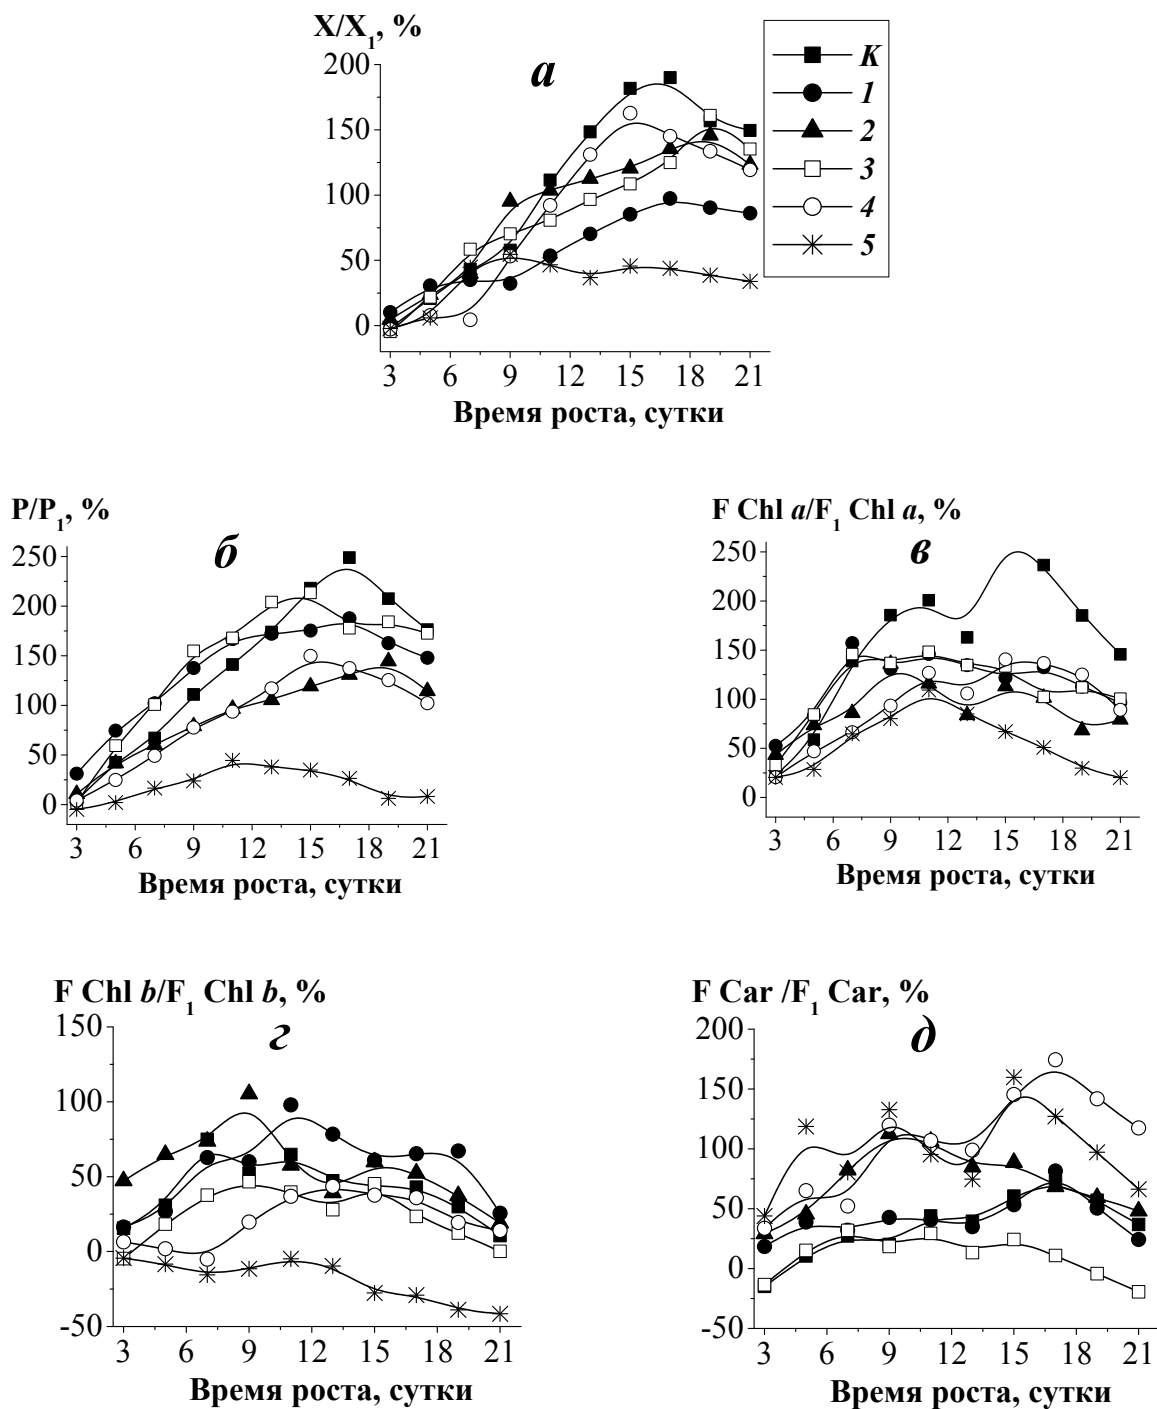 X/X₁, %
а
200
150
100
50
0
3 6 9 12 15 18 21
Время роста, сутки
K
1
2
3
4
5
P/P₁, %
б
250
200
150
100
50
0
3 6 9 12 15 18 21
Время роста, сутки
F Chl a/F₁ Chl a, %
в
250
200
150
100
50
0
3 6 9 12 15 18 21
Время роста, сутки
F Chl b/F₁ Chl b, %
г
150
100
50
0
-50
3 6 9 12 15 18 21
Время роста, сутки
F Car /F₁ Car, %
д
200
150
100
50
0
-50
3 6 9 12 15 18 21
Время роста, сутки